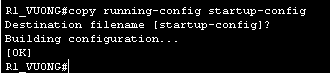 R1_VUONG#copy running-config startup-config
Destination filename [startup-config]?
Building configuration...
[OK]
R1_VUONG#